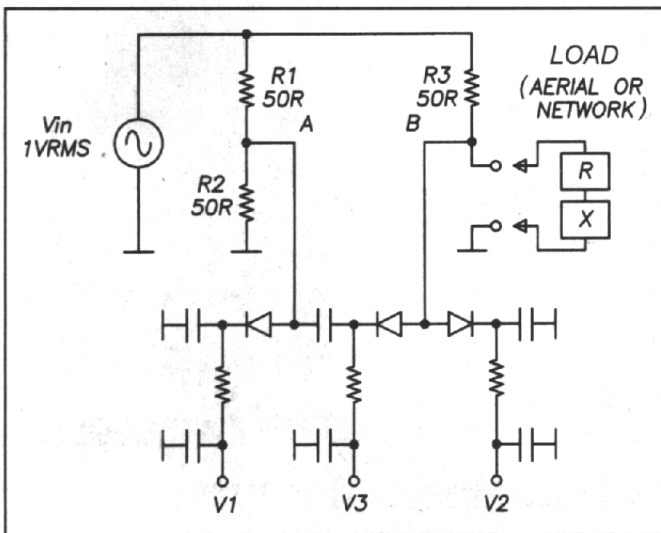 R1
50R
A
R3
50R
B
LOAD
(AERIAL OR
NETWORK)
Vin
1VRMS
R2
50R
R
X
V1
V3
V2